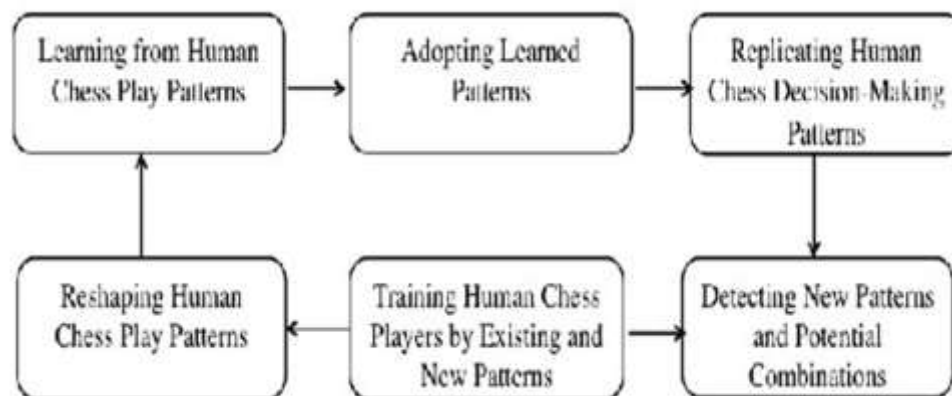 Learning from Human
Chess Play Patterns
Adopting Learned
Patterns
Replicating Human
Chess Decision-Making
Patterns
Reshaping Human
Chess Play Patterns
Training Human Chess
Players by Existing and
New Patterns
Detecting New Patterns
and Potential
Combinations